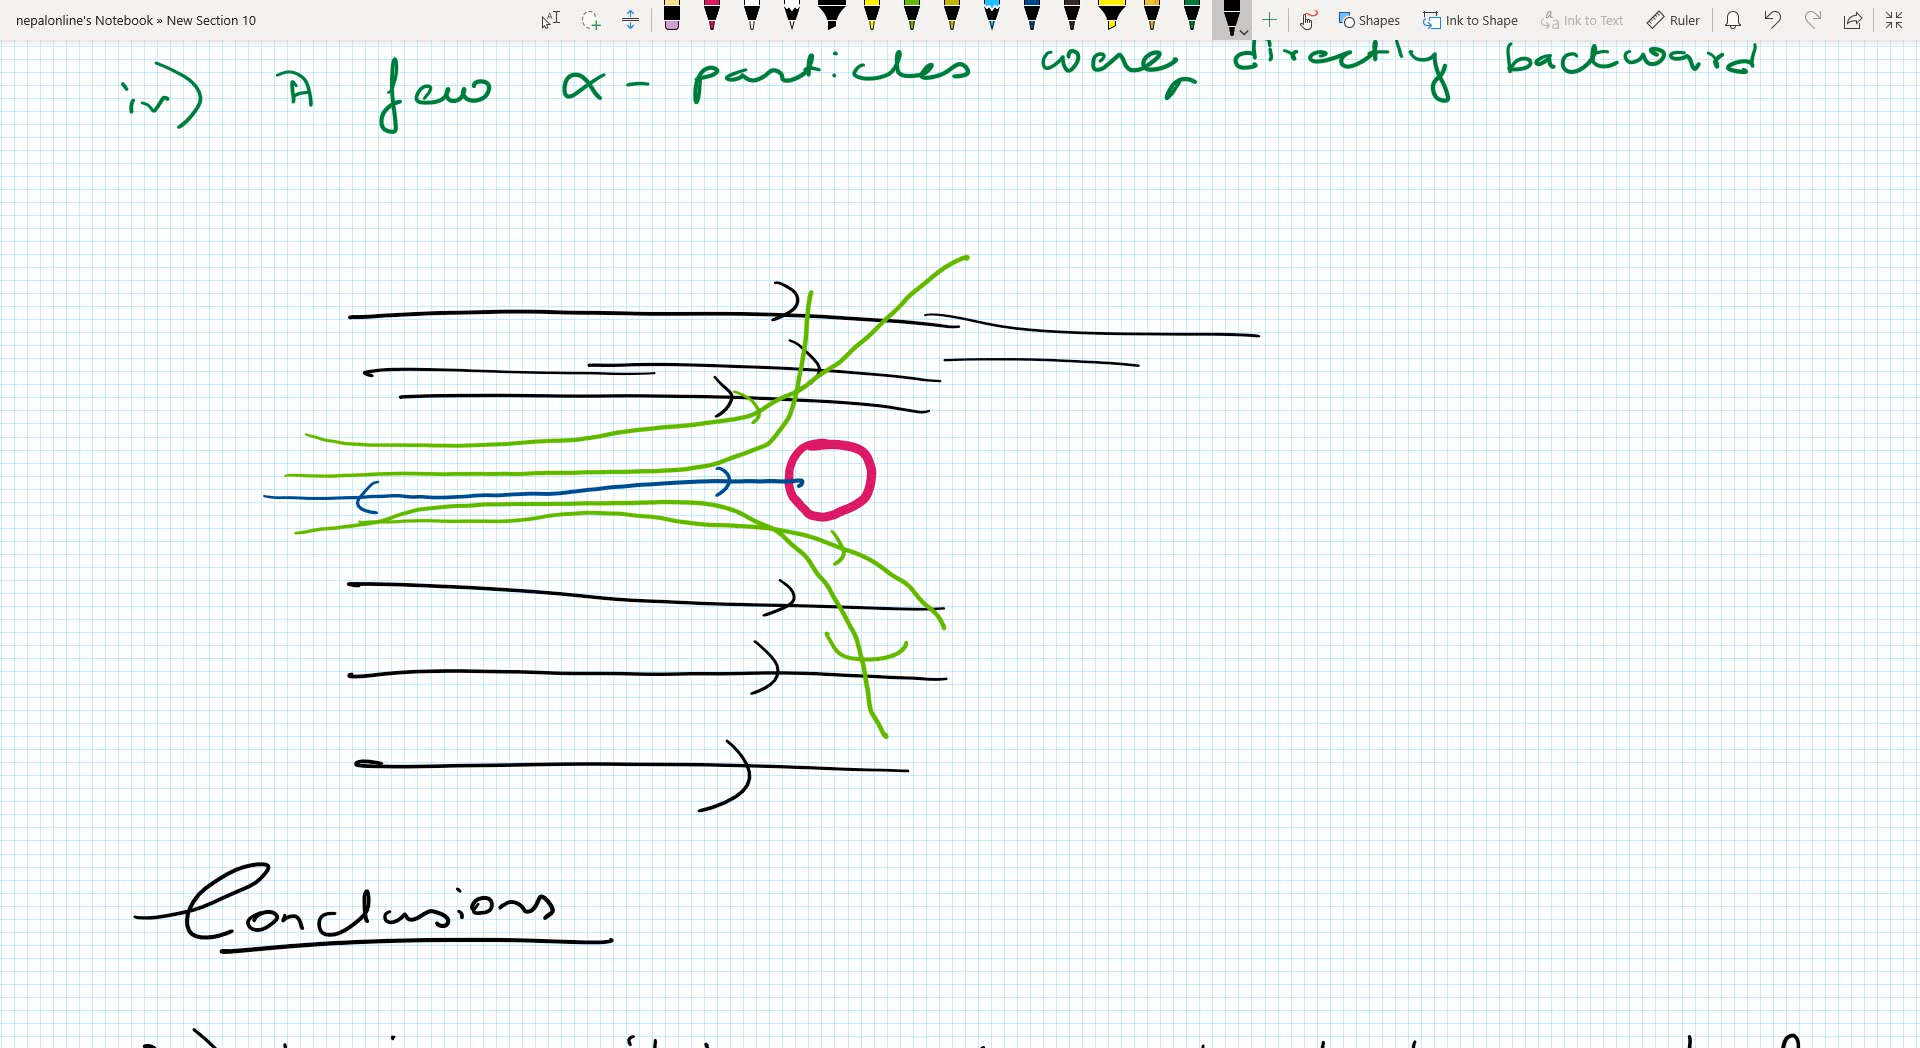 nepalonline's Notebook » New Section 10
Shapes
Ink to Shape
Ink to Text
Ruler
iv) A few α- particles were directly backward
Conclusions